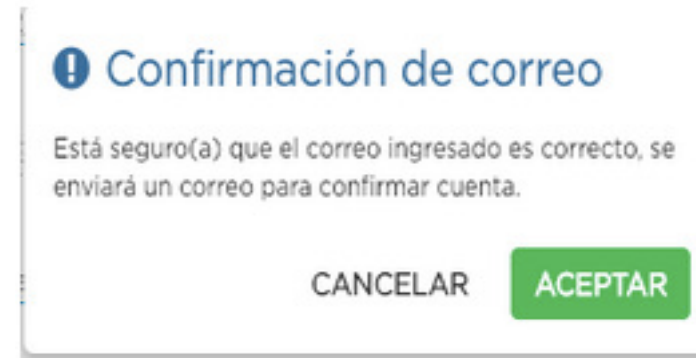 Confirmación de correo
Está seguro(a) que el correo ingresado es correcto, se
enviará un correo para confirmar cuenta.
CANCELAR ACEPTAR